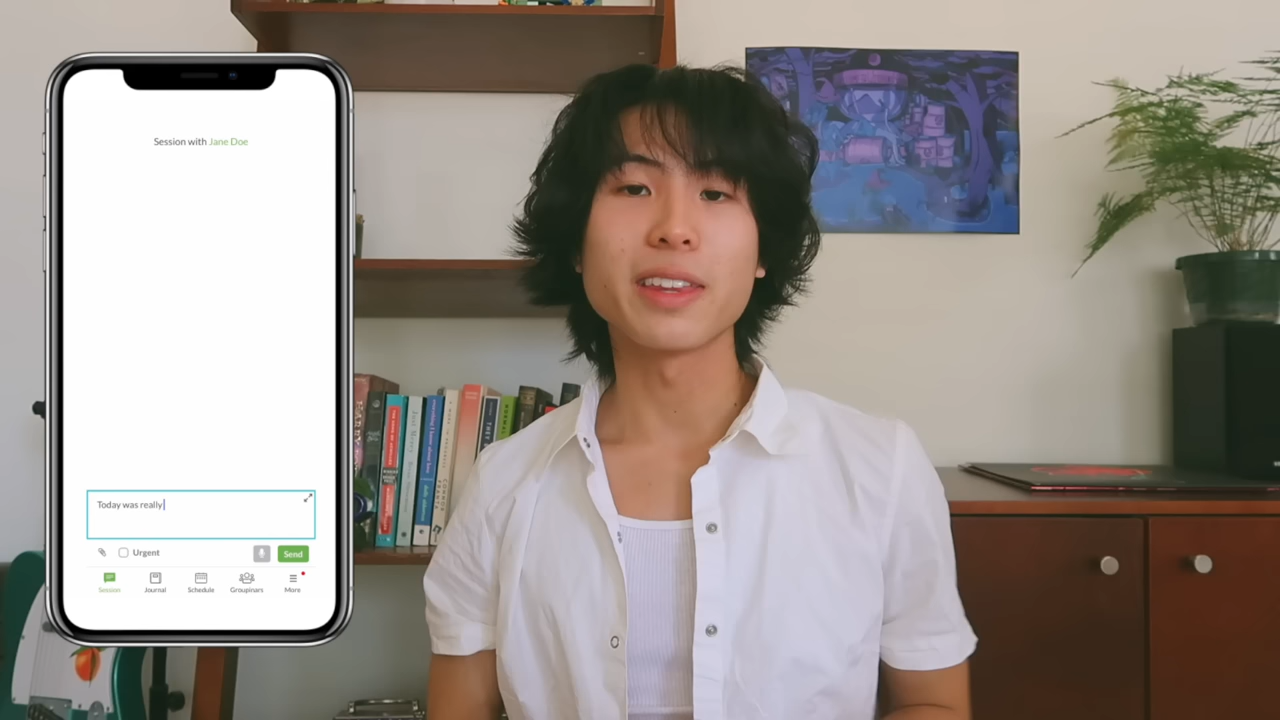 Session with Jane Doe
Today was really
Urgent
Send
Session
Journal
Schedule
Groupinars
More